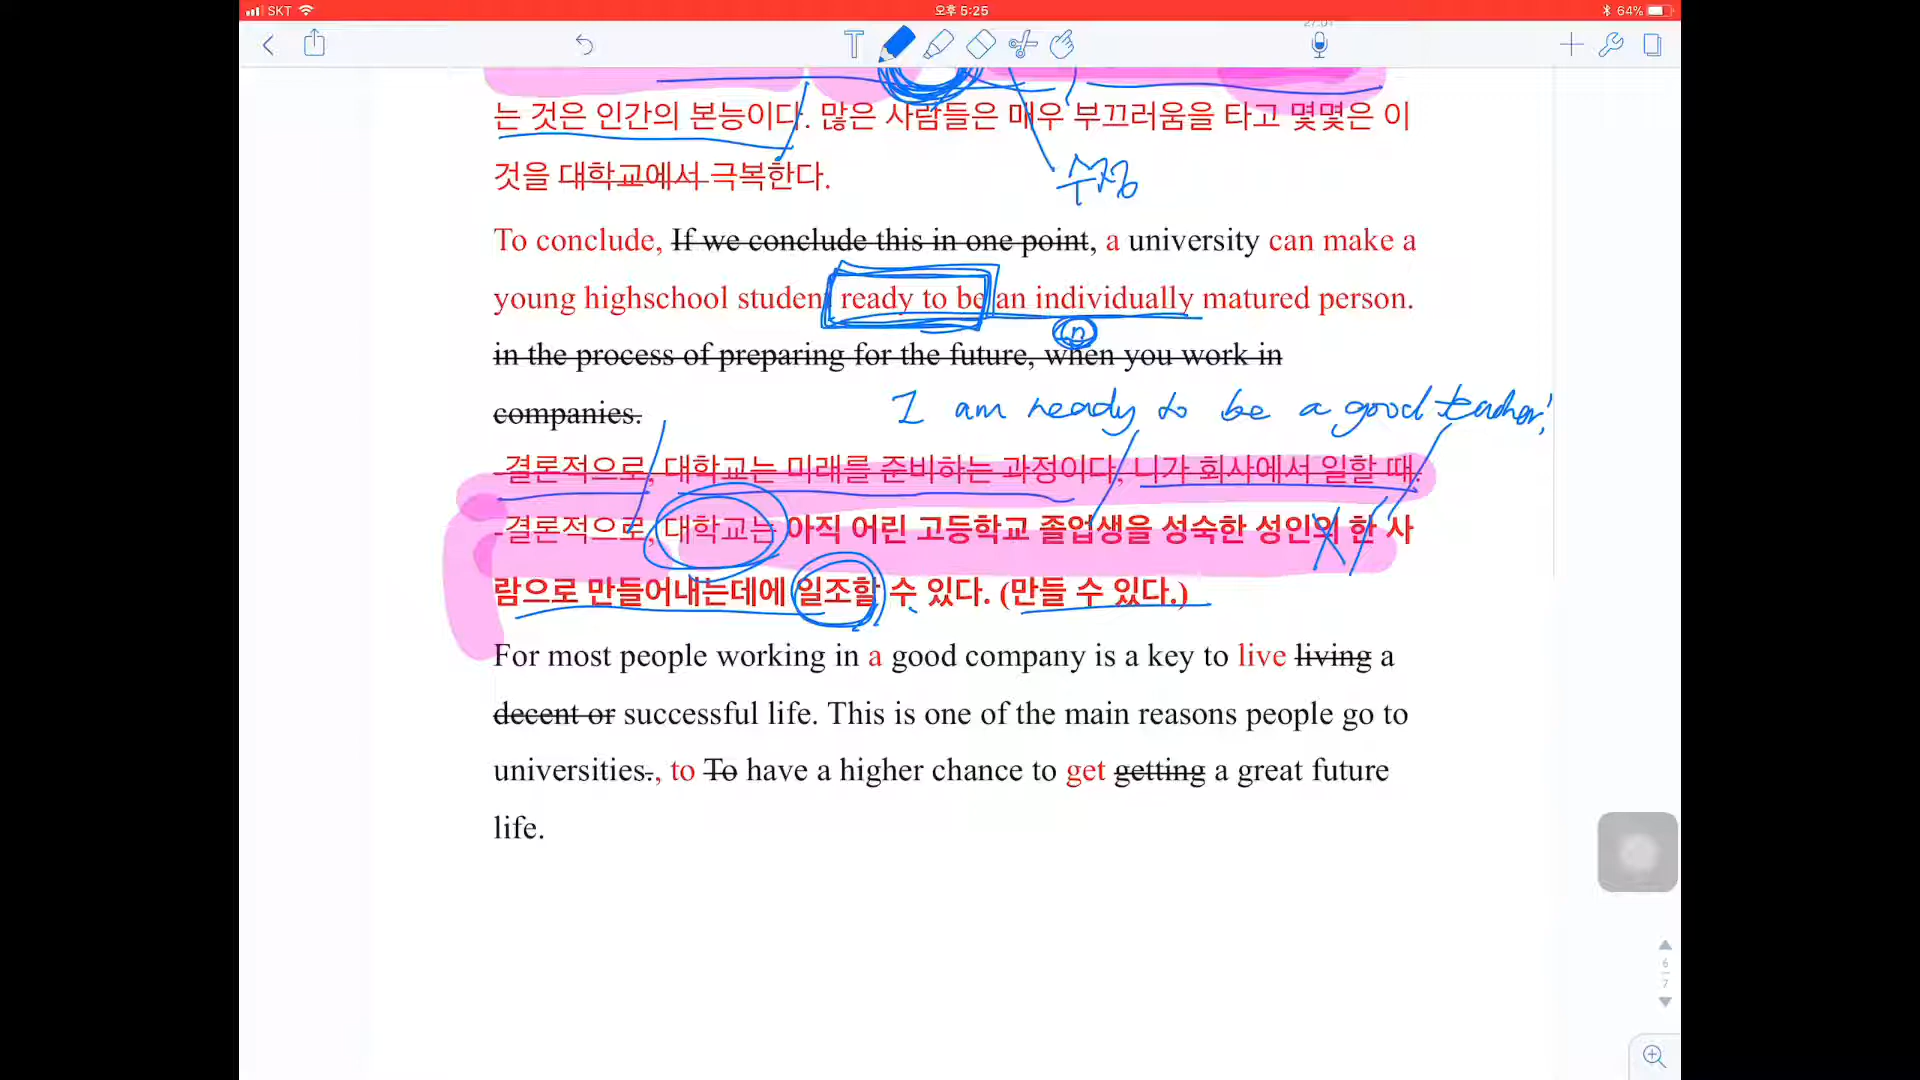 SKT 오후 5:25 64%
는 것은 인간의 본능이다. 많은 사람들은 매우 부끄러움을 타고 몇몇은 이
것을 대학교에서 극복한다.
수정
To conclude, If we conclude this in one point, a university can make a
young highschool student ready to be an individually matured person.
n
in the process of preparing for the future, when you work in
companies.
I am ready to be a good teacher!
-결론적으로, 대학교는 미래를 준비하는 과정이다, 니가 회사에서 일할 때.
-결론적으로, 대학교는 아직 어린 고등학교 졸업생을 성숙한 성인의 한 사
람으로 만들어내는데에 일조할 수 있다. (만들 수 있다.)
For most people working in a good company is a key to live living a
decent or successful life. This is one of the main reasons people go to
universities., to To have a higher chance to get getting a great future
life.
6
7